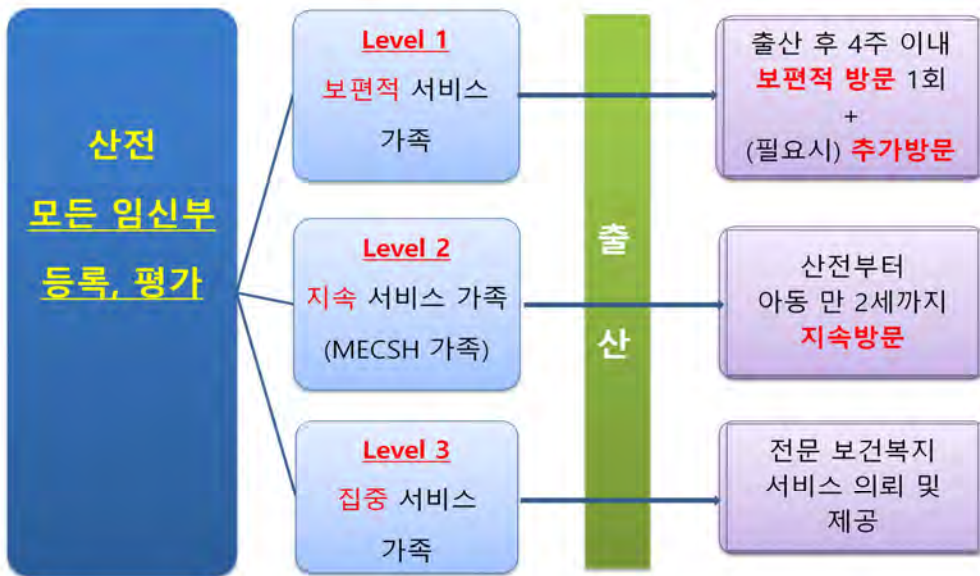 산전
모든 임신부
등록, 평가
Level 1
보편적 서비스
가족
Level 2
지속 서비스 가족
(MECSH 가족)
Level 3
집중 서비스
가족
출
산
출산 후 4주 이내
보편적 방문 1회
+
(필요시) 추가방문
산전부터
아동 만 2세까지
지속방문
전문 보건복지
서비스 의뢰 및
제공